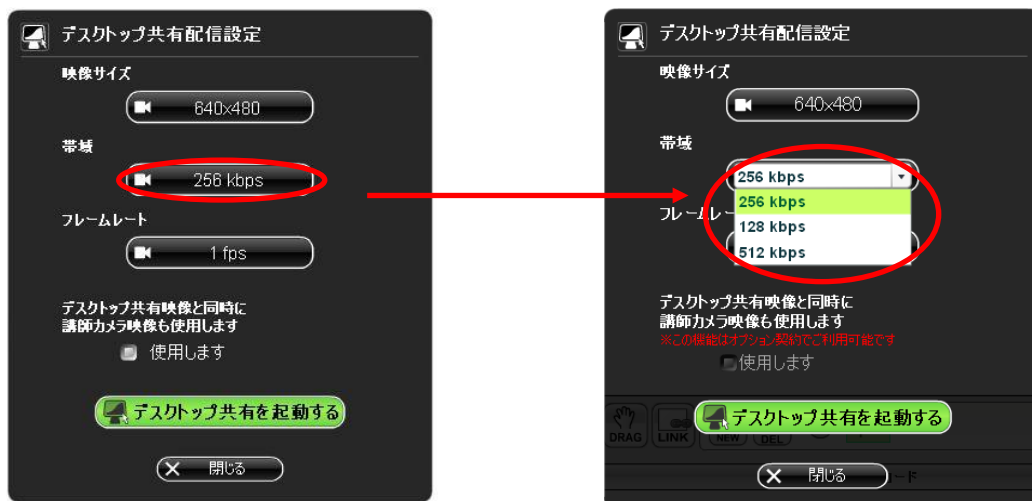 デスクトップ共有配信設定
映像サイズ
640x480
帯域
256 kbps
フレームレート
1 fps
デスクトップ共有映像と同時に
講師カメラ映像も使用します
使用します
デスクトップ共有を起動する
閉じる
デスクトップ共有配信設定
映像サイズ
640x480
帯域
256 kbps
256 kbps
128 kbps
512 kbps
フレームレー
デスクトップ共有映像と同時に
講師カメラ映像も使用します
※この機能はオプション契約でご利用可能です
使用します
デスクトップ共有を起動する
DRAG LINK NEW DEL
閉じる